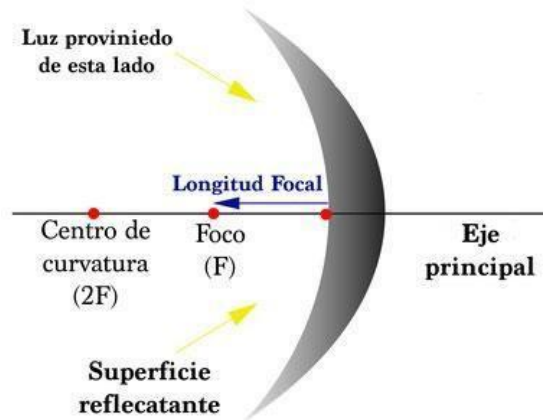 Luz proviniedo
de esta lado
Longitud Focal
Centro de
curvatura
(2F)
Foco
(F)
Eje
principal
Superficie
reflecatante